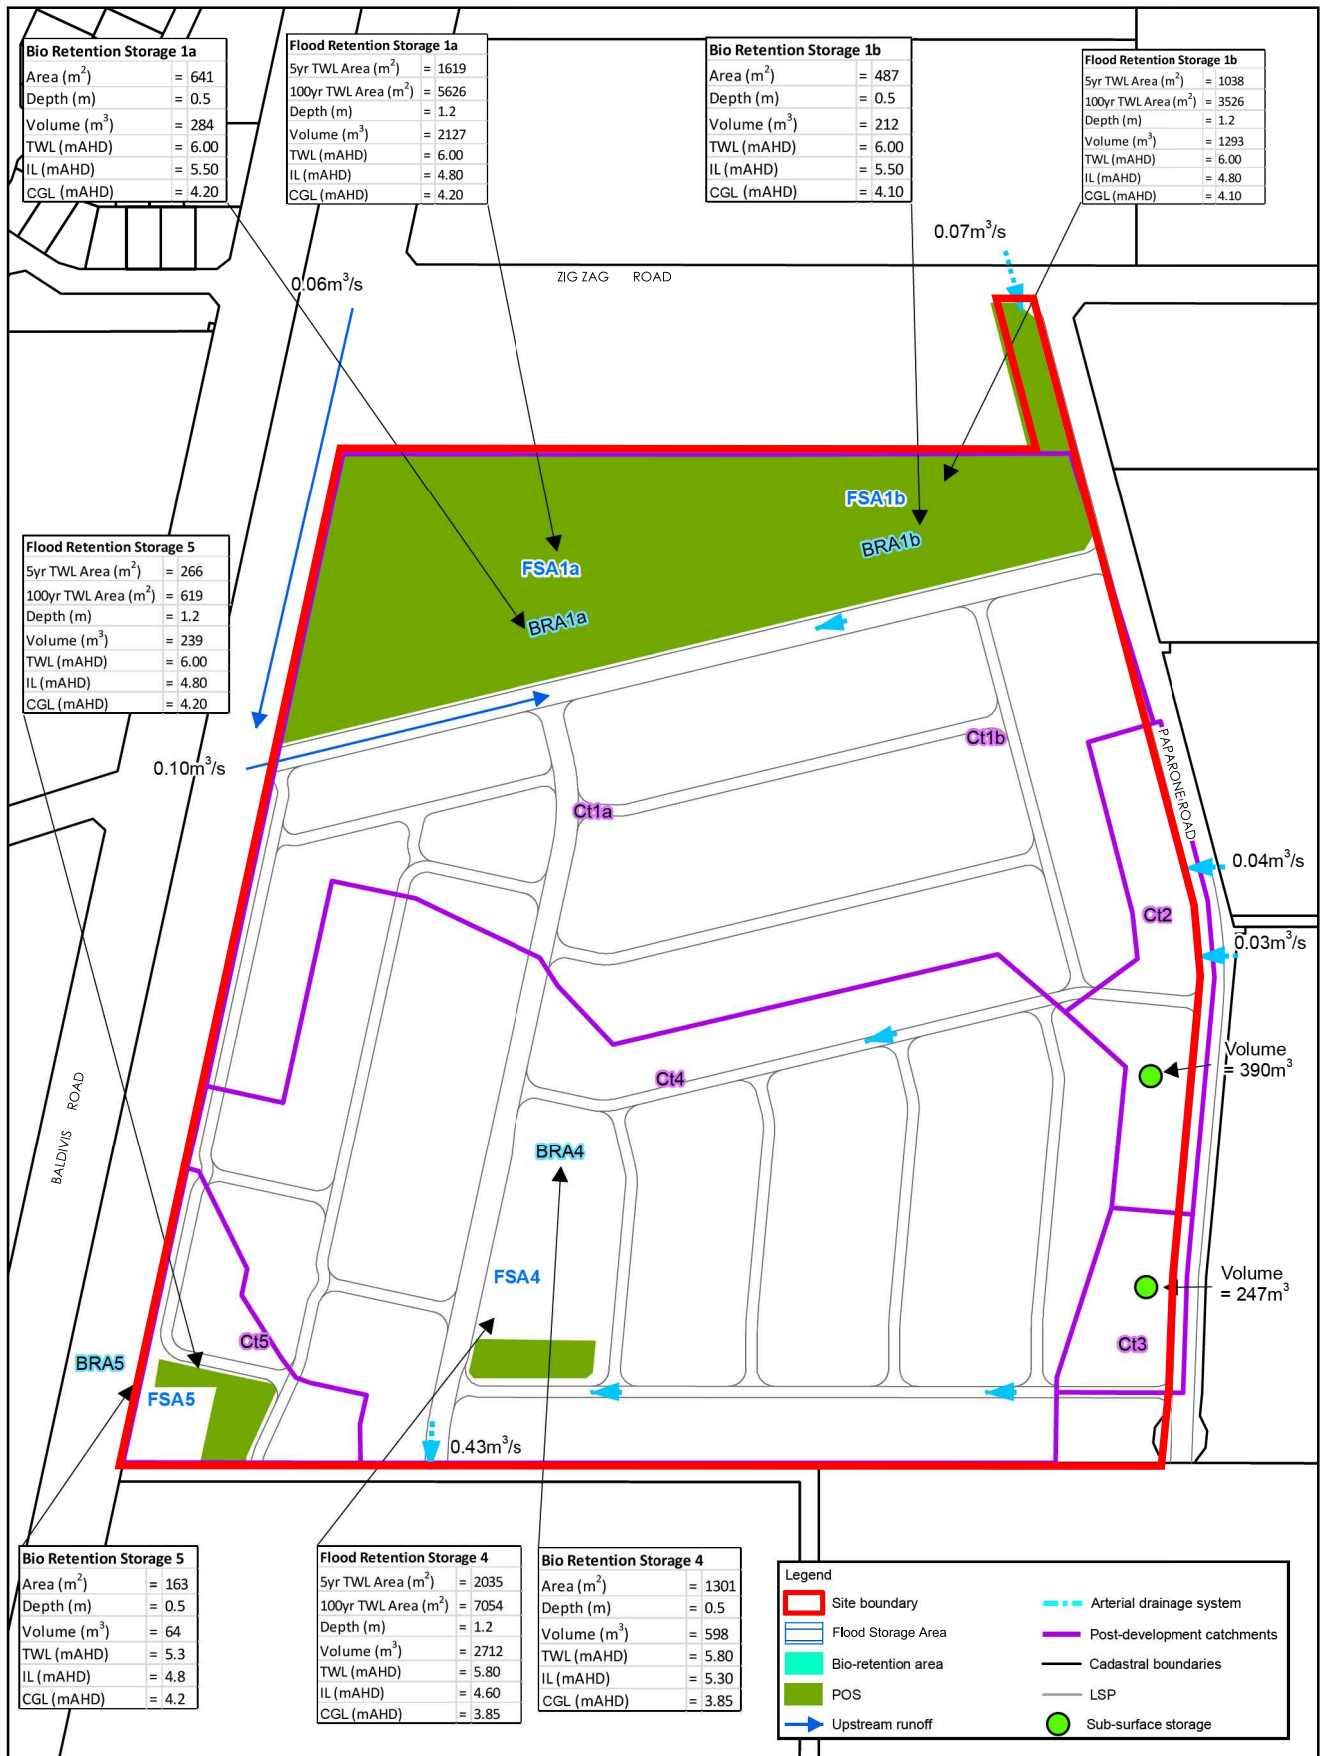 Bio Retention Storage 1a
Area (m²) = 641
Depth (m) = 0.5
Volume (m³) = 284
TWL (mAHD) = 6.00
IL (mAHD) = 5.50
CGL (mAHD) = 4.20
Flood Retention Storage 1a
5yr TWL Area (m²) = 1619
100yr TWL Area (m²) = 5626
Depth (m) = 1.2
Volume (m³) = 2127
TWL (mAHD) = 6.00
IL (mAHD) = 4.80
CGL (mAHD) = 4.20
Bio Retention Storage 1b
Area (m²) = 487
Depth (m) = 0.5
Volume (m³) = 212
TWL (mAHD) = 6.00
IL (mAHD) = 5.50
CGL (mAHD) = 4.10
Flood Retention Storage 1b
5yr TWL Area (m²) = 1038
100yr TWL Area (m²) = 3526
Depth (m) = 1.2
Volume (m³) = 1293
TWL (mAHD) = 6.00
IL (mAHD) = 4.80
CGL (mAHD) = 4.10
0.07m³/s
ZIG ZAG ROAD
0.06m³/s
FSA1b
BRA1b
FSA1a
BRA1a
Flood Retention Storage 5
5yr TWL Area (m²) = 266
100yr TWL Area (m²) = 619
Depth (m) = 1.2
Volume (m³) = 239
TWL (mAHD) = 6.00
IL (mAHD) = 4.80
CGL (mAHD) = 4.20
0.10m³/s
Ct1b
PAPARONE ROAD
Ct1a
0.04m³/s
Ct2
0.03m³/s
Volume
= 390m³
Ct4
BALDIVIS ROAD
BRA4
FSA4
Volume
= 247m³
Ct5
Ct3
BRA5
FSA5
0.43m³/s
Bio Retention Storage 5
Area (m²) = 163
Depth (m) = 0.5
Volume (m³) = 64
TWL (mAHD) = 5.3
IL (mAHD) = 4.8
CGL (mAHD) = 4.2
Flood Retention Storage 4
5yr TWL Area (m²) = 2035
100yr TWL Area (m²) = 7054
Depth (m) = 1.2
Volume (m³) = 2712
TWL (mAHD) = 5.80
IL (mAHD) = 4.60
CGL (mAHD) = 3.85
Bio Retention Storage 4
Area (m²) = 1301
Depth (m) = 0.5
Volume (m³) = 598
TWL (mAHD) = 5.80
IL (mAHD) = 5.30
CGL (mAHD) = 3.85
Legend
Site boundary
Flood Storage Area
Bio-retention area
POS
Upstream runoff
Arterial drainage system
Post-development catchments
Cadastral boundaries
LSP
Sub-surface storage